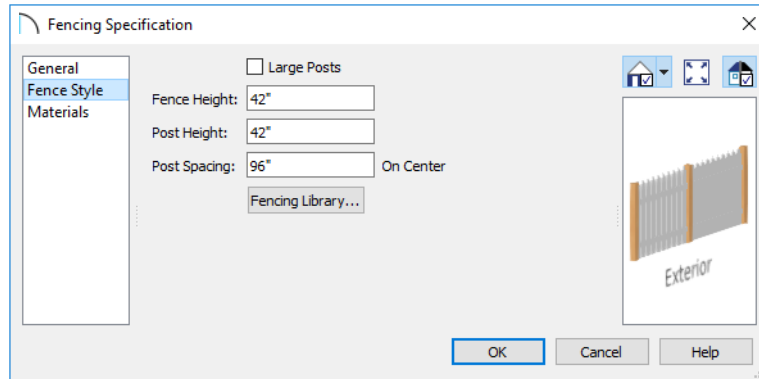 Fencing Specification
General
Fence Style
Materials
Large Posts
Fence Height: 42"
Post Height: 42"
Post Spacing: 96" On Center
Fencing Library...
Exterior
OK Cancel Help